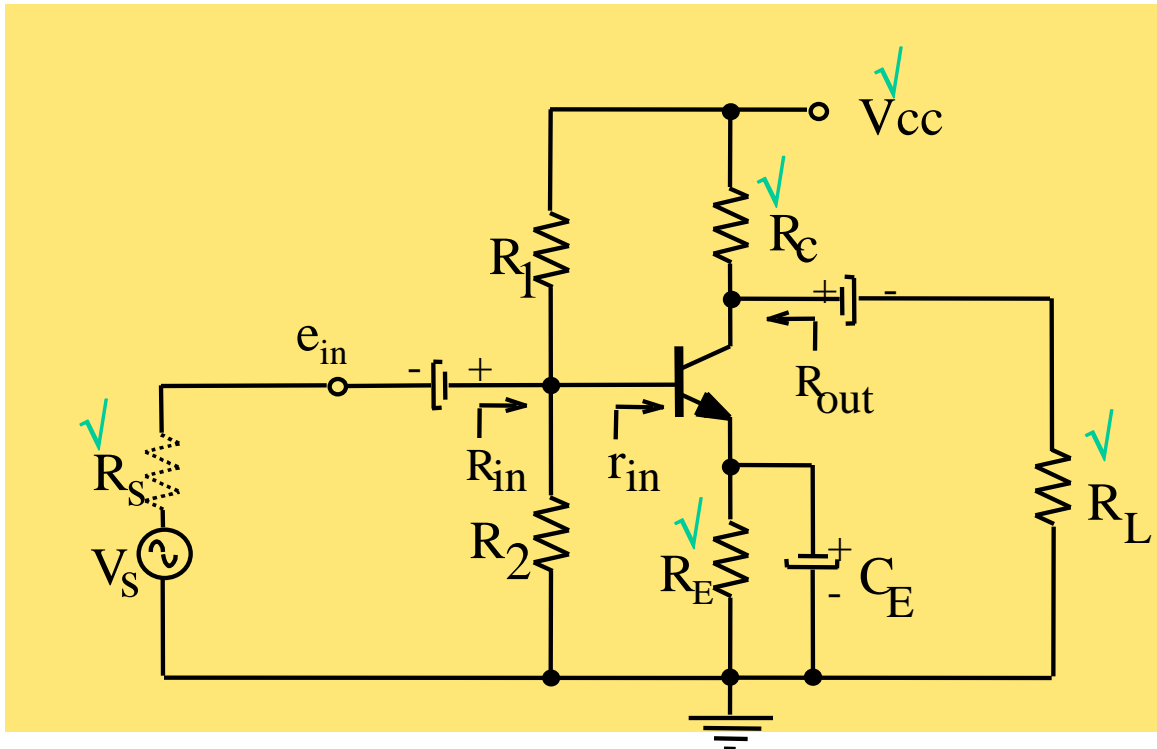 √
Vcc
√
Rc
R1
ein
- +
+ -
Rout
√
Rs
Rin
rin
√
RL
R2
√
RE
+
-
CE
Vs